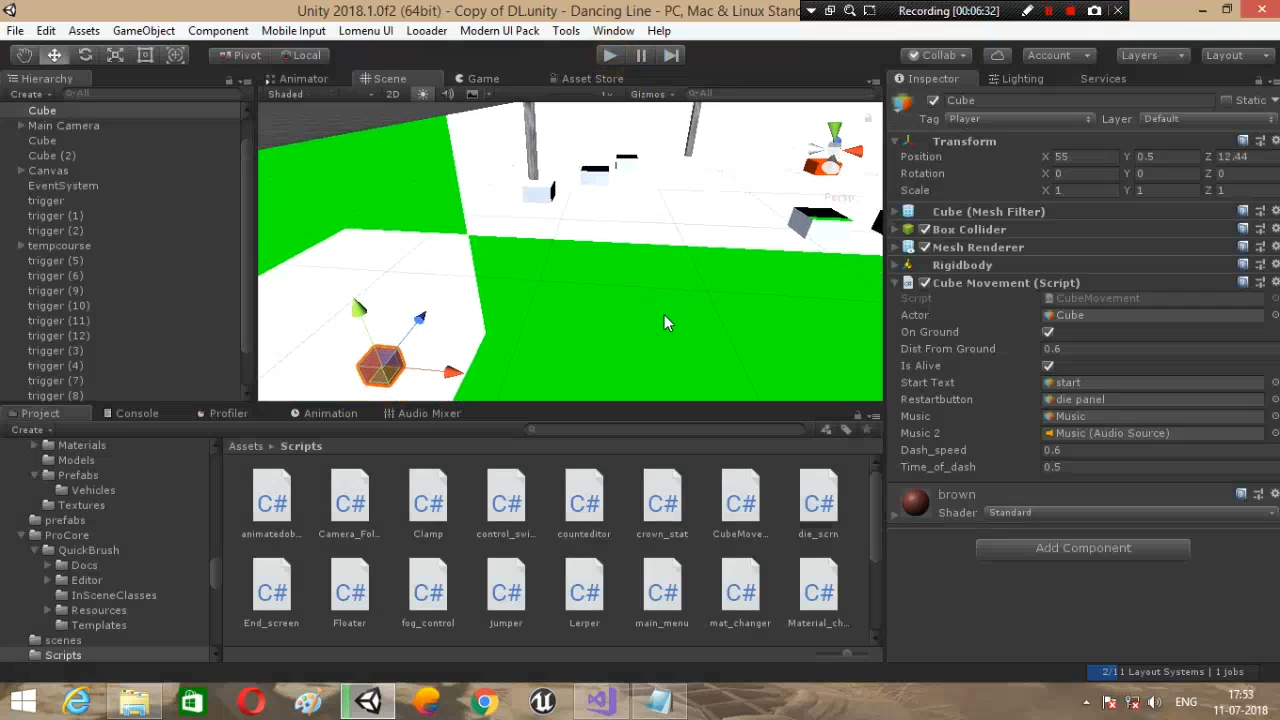 Unity 2018.1.0f2 (64bit) - Copy of DL.unity - Dancing Line - PC, Mac & Linux Stand
Recording [00:06:32]
File Edit Assets GameObject Component Mobile Input Lomenu UI Loader Modern UI Pack Tools Window Help
Pivot Local Collab Account Layers Layout
Hierarchy Animator Scene Game Asset Store Inspector Lighting Services
Create All Shaded 2D Gizmos All
Cube
Main Camera
Cube
Cube (2)
Canvas
EventSystem
trigger
trigger (1)
trigger (2)
tempcourse
trigger (5)
trigger (6)
trigger (9)
trigger (10)
trigger (11)
trigger (12)
trigger (3)
trigger (4)
trigger (7)
trigger (8)
Persp
Cube Static
Tag Player Layer Default
Transform
Position X 55 Y 0.5 Z 12.44
Rotation X 0 Y 0 Z 0
Scale X 1 Y 1 Z 1
Cube (Mesh Filter)
Box Collider
Mesh Renderer
Rigidbody
Cube Movement (Script)
Script CubeMovement
Actor Cube
On Ground
Dist From Ground 0.6
Is Alive
Start Text start
Restartbutton die panel
Music Music
Music 2 Music (Audio Source)
Dash_speed 0.6
Time_of_dash 0.5
brown
Shader Standard
Add Component
Project Console Profiler Animation Audio Mixer
Create
Materials
Models
Prefabs
Vehicles
Textures
prefabs
ProCore
QuickBrush
Docs
Editor
InSceneClasses
Resources
Templates
scenes
Scripts
Assets Scripts
C# C# C# C# C# C# C# C#
animatedob... Camera_Fol... Clamp control_swi... counteditor crown_stat CubeMove... die_scrn
C# C# C# C# C# C# C# C#
End_screen Floater fog_control jumper Lerper main_menu mat_changer Material_ch...
2/11 Layout Systems | 1 jobs
ENG
17:53
11-07-2018